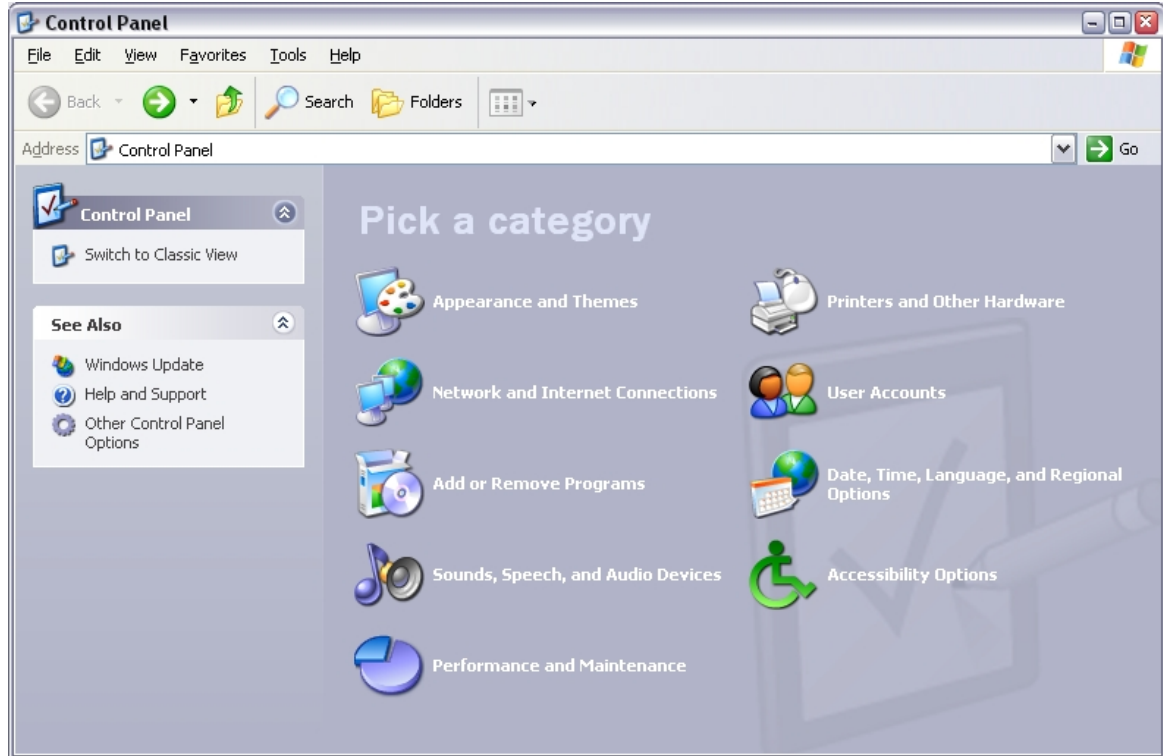 Control Panel
File Edit View Favorites Tools Help
Back Search Folders
Address Control Panel Go
Control Panel
Switch to Classic View
See Also
Windows Update
Help and Support
Other Control Panel
Options
Pick a category
Appearance and Themes
Printers and Other Hardware
Network and Internet Connections
User Accounts
Add or Remove Programs
Date, Time, Language, and Regional
Options
Sounds, Speech, and Audio Devices
Accessibility Options
Performance and Maintenance